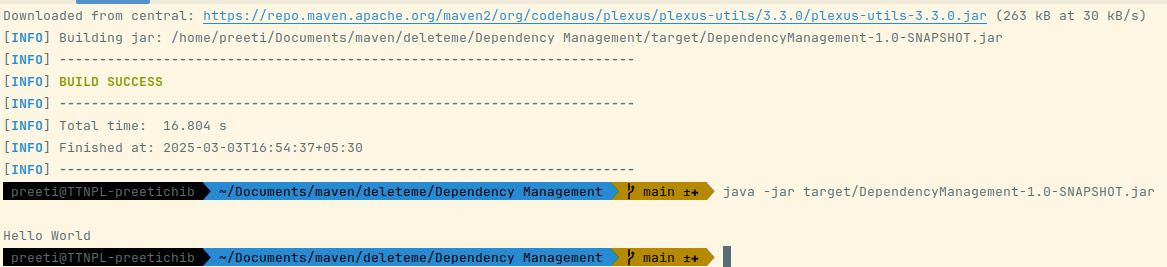 Downloaded from central: https://repo.maven.apache.org/maven2/org/codehaus/plexus/plexus-utils/3.3.0/plexus-utils-3.3.0.jar (263 kB at 30 kB/s)
[INFO] Building jar: /home/preeti/Documents/maven/deleteme/Dependency Management/target/DependencyManagement-1.0-SNAPSHOT.jar
[INFO] ------------------------------------------------------------------------
[INFO] BUILD SUCCESS
[INFO] ------------------------------------------------------------------------
[INFO] Total time:  16.804 s
[INFO] Finished at: 2025-03-03T16:54:37+05:30
[INFO] ------------------------------------------------------------------------
preeti@TTNPL-preetichib ~/Documents/maven/deleteme/Dependency Management main ±✚ java -jar target/DependencyManagement-1.0-SNAPSHOT.jar
Hello World
preeti@TTNPL-preetichib ~/Documents/maven/deleteme/Dependency Management main ±✚